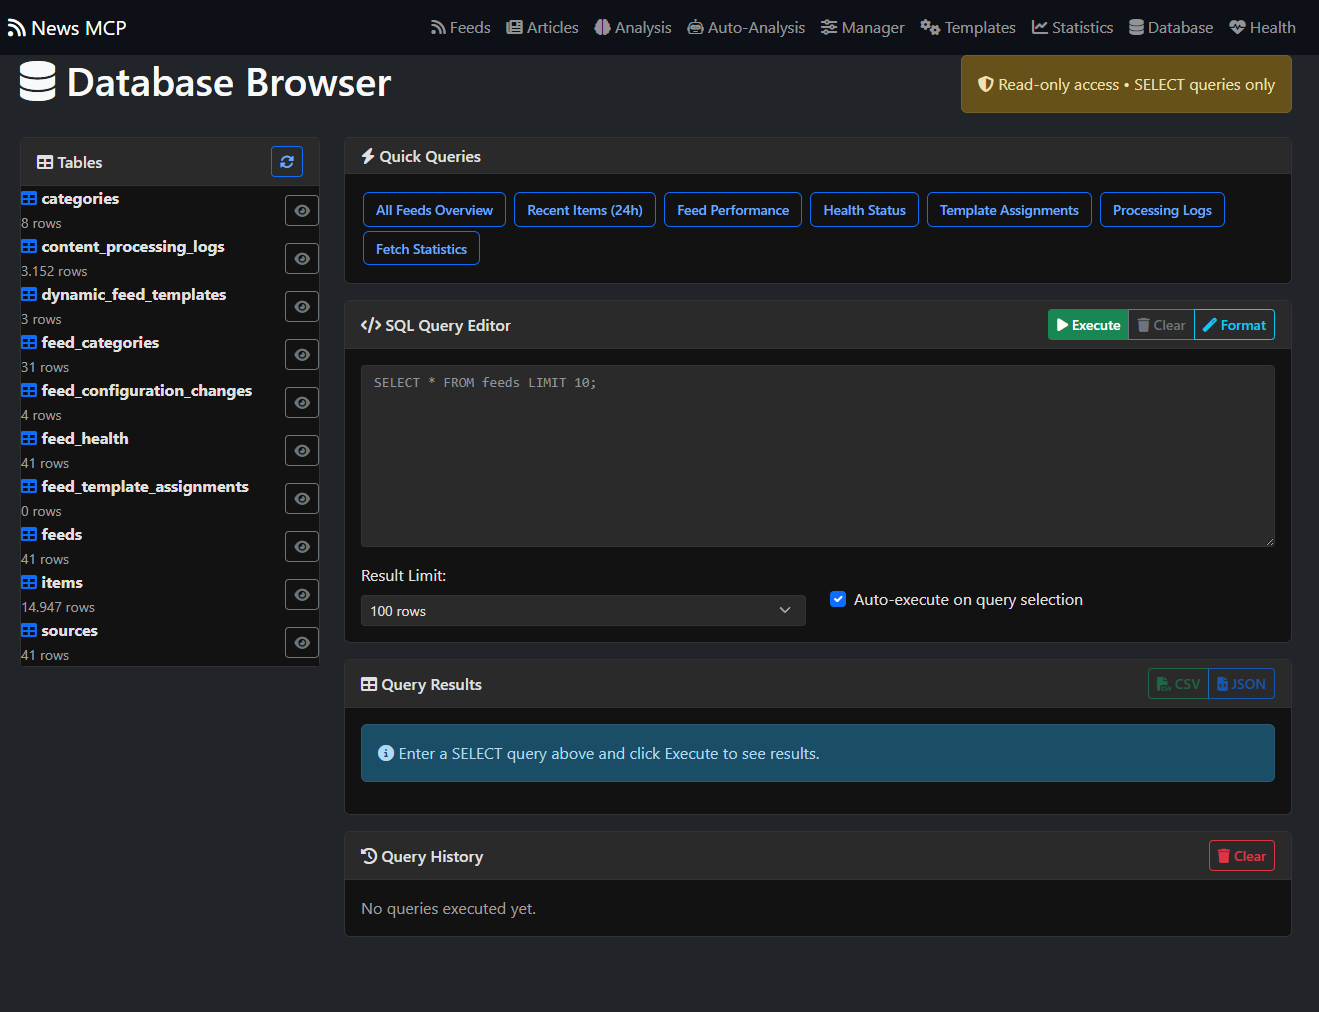 News MCP
Feeds Articles Analysis Auto-Analysis Manager Templates Statistics Database Health
Database Browser
Read-only access • SELECT queries only
Tables
categories
8 rows
content_processing_logs
3.152 rows
dynamic_feed_templates
3 rows
feed_categories
31 rows
feed_configuration_changes
4 rows
feed_health
41 rows
feed_template_assignments
0 rows
feeds
41 rows
items
14.947 rows
sources
41 rows
Quick Queries
All Feeds Overview Recent Items (24h) Feed Performance Health Status Template Assignments Processing Logs
Fetch Statistics
</> SQL Query Editor
Execute Clear Format
SELECT * FROM feeds LIMIT 10;
Result Limit:
100 rows
Auto-execute on query selection
Query Results
CSV JSON
Enter a SELECT query above and click Execute to see results.
Query History
Clear
No queries executed yet.